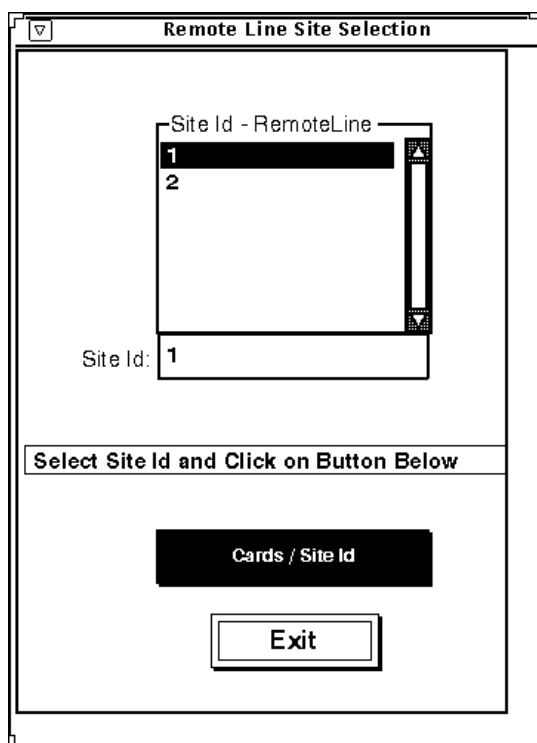 Remote Line Site Selection
Site Id - RemoteLine
1
2
Site Id: 1
Select Site Id and Click on Button Below
Cards / Site Id
Exit